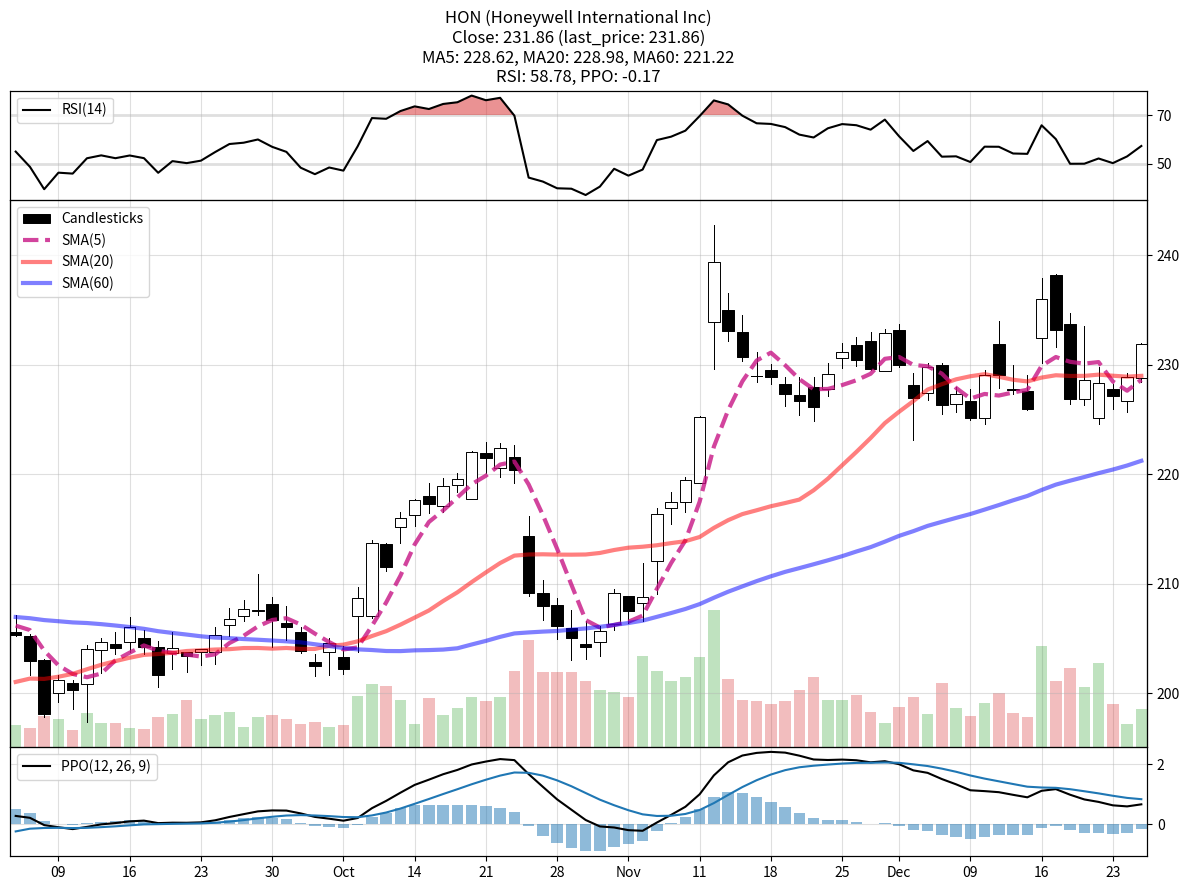 HON (Honeywell International Inc)
Close: 231.86 (last_price: 231.86)
MA5: 228.62, MA20: 228.98, MA60: 221.22
RSI: 58.78, PPO: -0.17
RSI(14)
70
50
Candlesticks
SMA(5)
SMA(20)
SMA(60)
240
230
220
210
200
PPO(12, 26, 9)
2
0
09 16 23 30 Oct 14 21 28 Nov 11 18 25 Dec 09 16 23